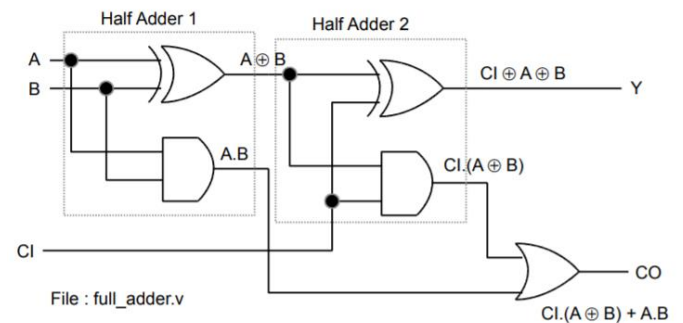 Half Adder 1
Half Adder 2
A
A ⊕ B
CI ⊕ A ⊕ B
B
Y
A.B
CI.(A ⊕ B)
CI
CO
File : full_adder.v
CI.(A ⊕ B) + A.B